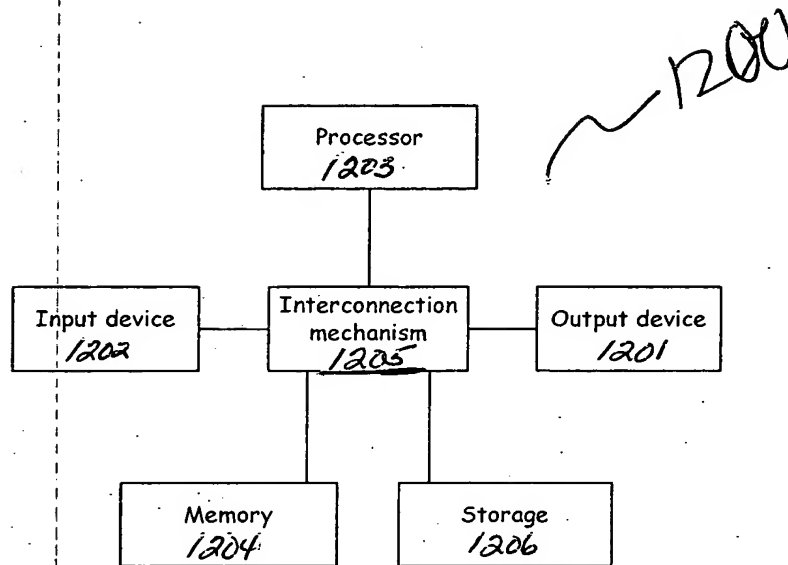 1200
Processor
1203
Input device
1202
Interconnection
mechanism
1205
Output device
1201
Memory
1204
Storage
1206